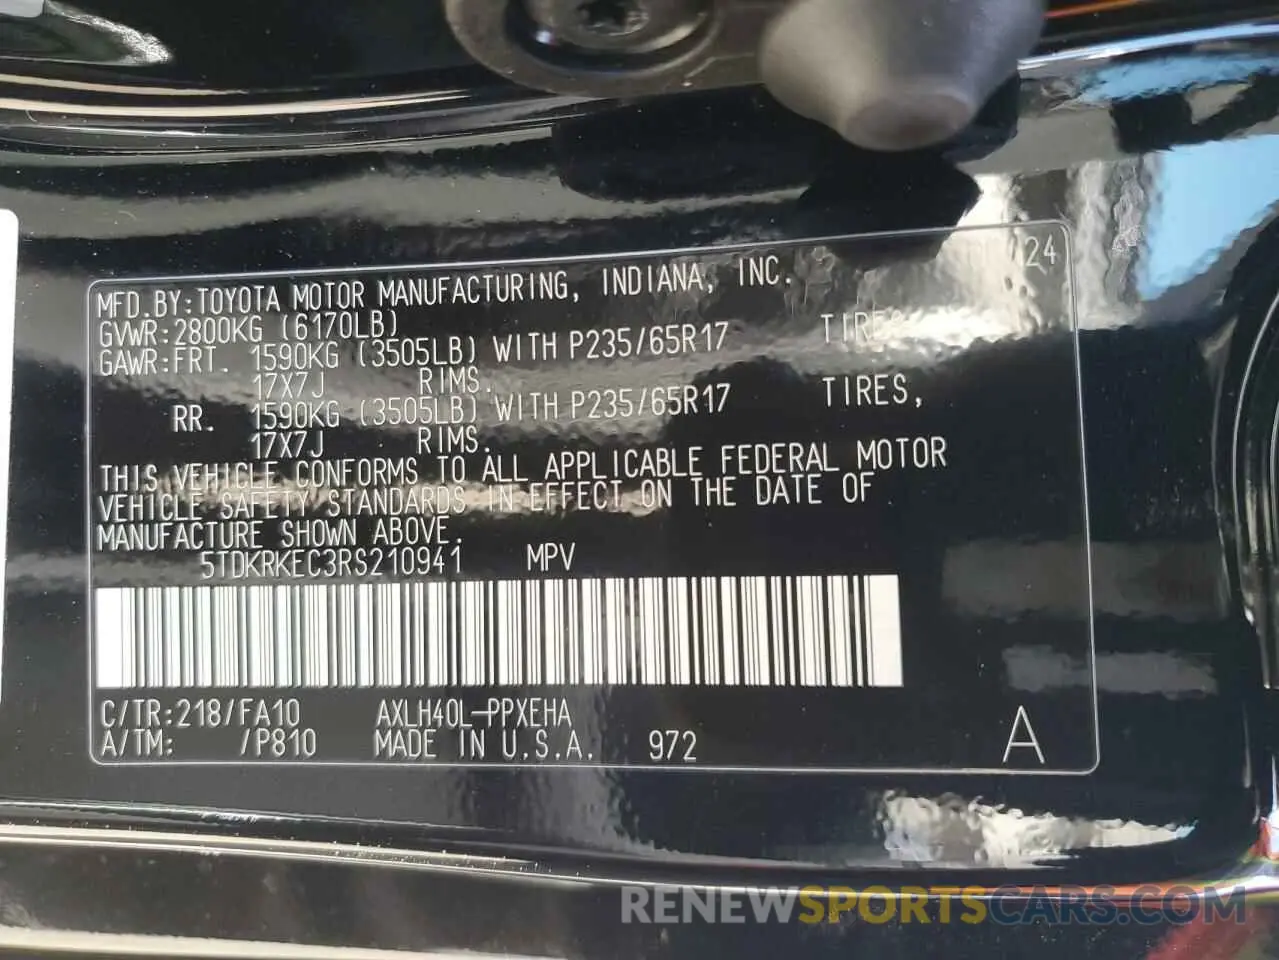 24
MFD.BY:TOYOTA MOTOR MANUFACTURING, INDIANA, INC.
GVWR:2800KG (6170LB)
GAWR:FRT. 1590KG (3505LB) WITH P235/65R17 TIRES
17X7J RIMS.
RR. 1590KG (3505LB) WITH P235/65R17 TIRES,
17X7J RIMS.
THIS VEHICLE CONFORMS TO ALL APPLICABLE FEDERAL MOTOR
VEHICLE SAFETY STANDARDS IN EFFECT ON THE DATE OF
MANUFACTURE SHOWN ABOVE.
5TDKRKEC3RS210941 MPV
C/TR:218/FA10 AXLH40L-PPXEHA
A/TM: /P810 MADE IN U.S.A. 972 A
RENEWSPORTSCARS.COM